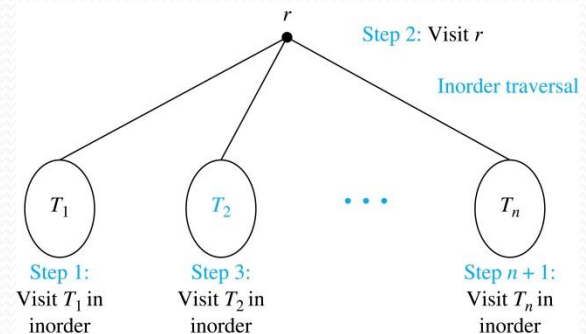 r
Step 2: Visit r
Inorder traversal
T₁
T₂
...
Tₙ
Step 1:
Visit T₁ in
inorder
Step 3:
Visit T₂ in
inorder
Step n + 1:
Visit Tₙ in
inorder